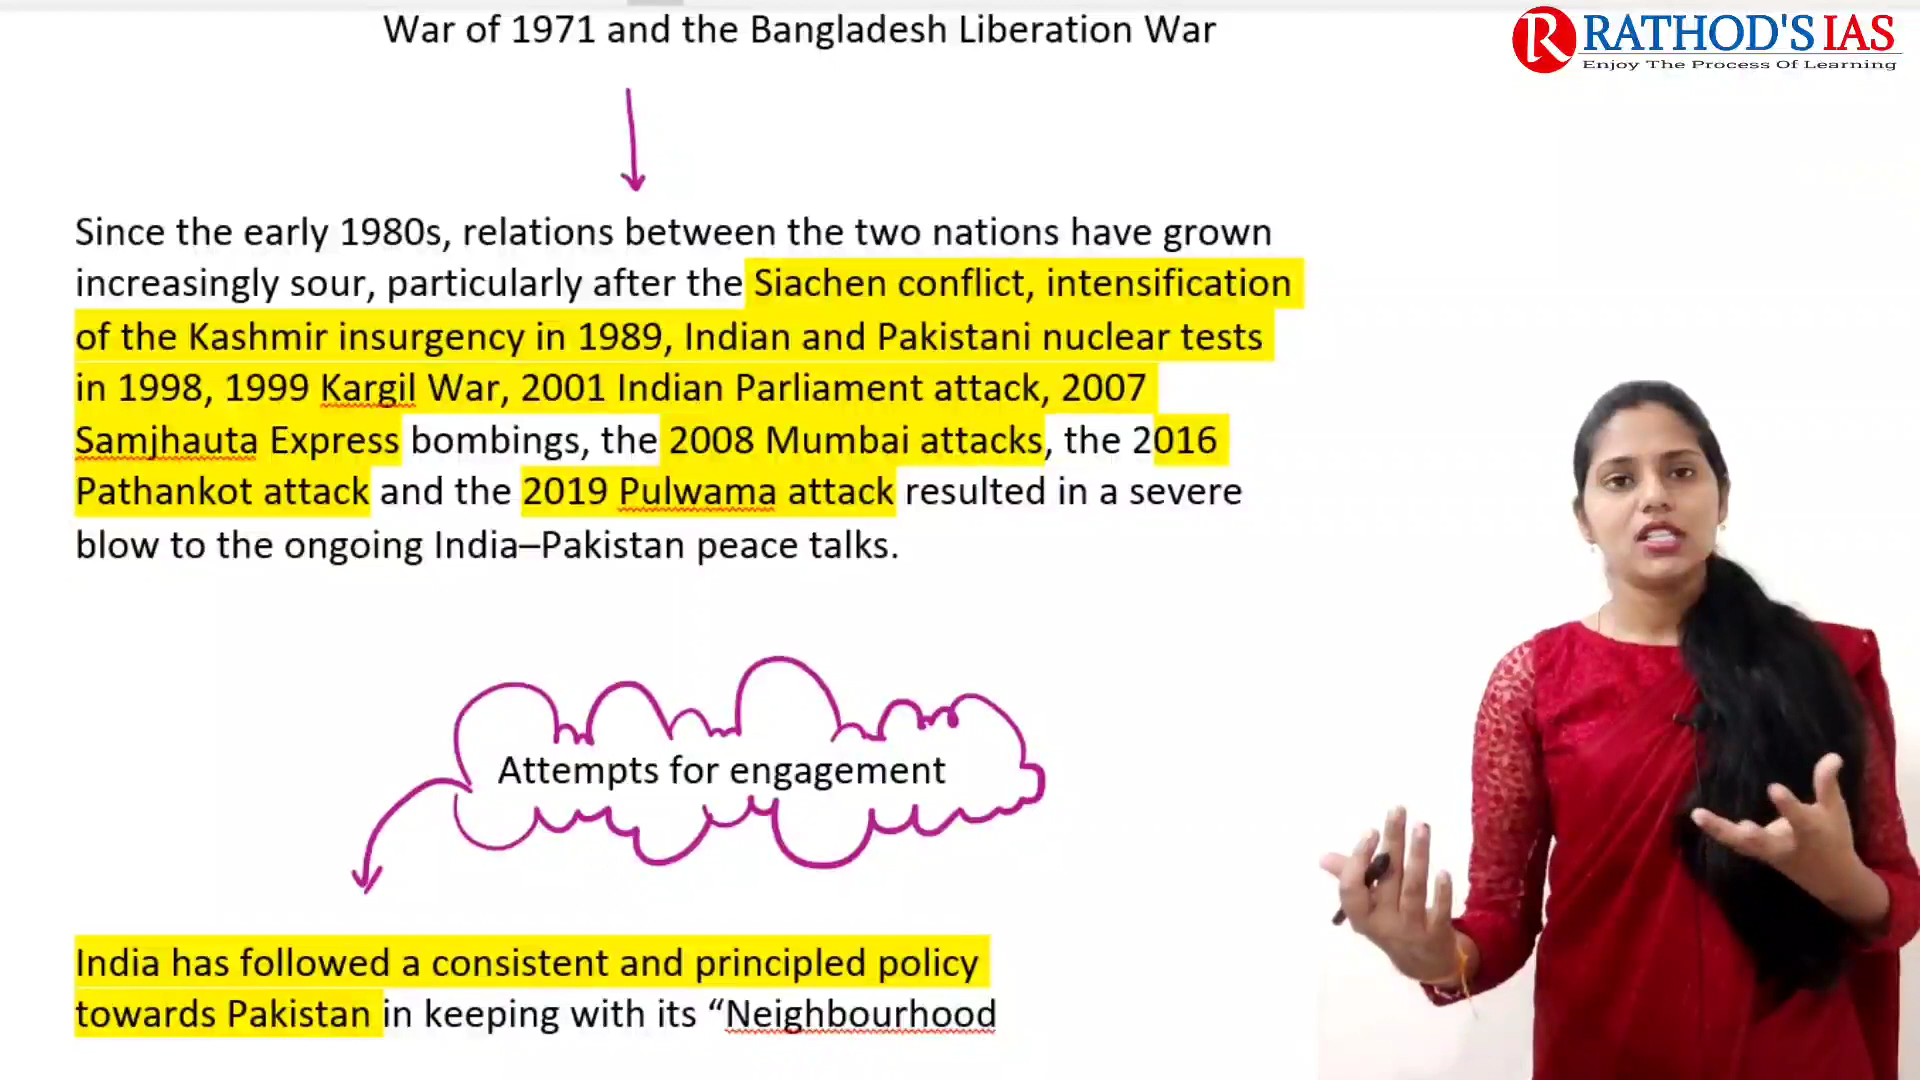 War of 1971 and the Bangladesh Liberation War
R RATHOD'S IAS
Enjoy The Process Of Learning
Since the early 1980s, relations between the two nations have grown
increasingly sour, particularly after the Siachen conflict, intensification
of the Kashmir insurgency in 1989, Indian and Pakistani nuclear tests
in 1998, 1999 Kargil War, 2001 Indian Parliament attack, 2007
Samjhauta Express bombings, the 2008 Mumbai attacks, the 2016
Pathankot attack and the 2019 Pulwama attack resulted in a severe
blow to the ongoing India–Pakistan peace talks.
Attempts for engagement
India has followed a consistent and principled policy
towards Pakistan in keeping with its “Neighbourhood